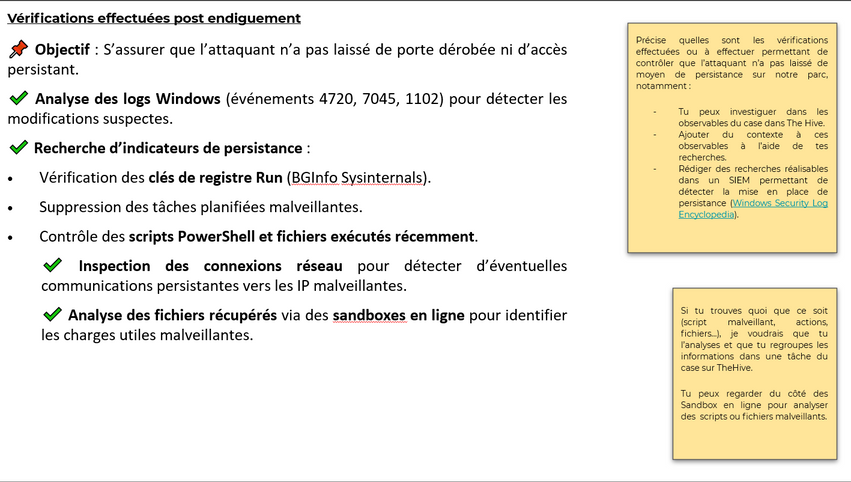 Vérifications effectuées post endiguement
Objectif : S’assurer que l’attaquant n’a pas laissé de porte dérobée ni d’accès
persistant.
Analyse des logs Windows (événements 4720, 7045, 1102) pour détecter les
modifications suspectes.
Recherche d’indicateurs de persistance :
• Vérification des clés de registre Run (BGInfo Sysinternals).
• Suppression des tâches planifiées malveillantes.
• Contrôle des scripts PowerShell et fichiers exécutés récemment.
Inspection des connexions réseau pour détecter d’éventuelles
communications persistantes vers les IP malveillantes.
Analyse des fichiers récupérés via des sandboxes en ligne pour identifier
les charges utiles malveillantes.
Précise quelles sont les vérifications
effectuées ou à effectuer permettant de
contrôler que l’attaquant n’a pas laissé de
moyen de persistance sur notre parc,
notamment :
- Tu peux investiguer dans les
observables du case dans The Hive.
- Ajouter du contexte à ces
observables à l’aide de tes
recherches.
- Rédiger des recherches réalisables
dans un SIEM permettant de
détecter la mise en place de
persistance (Windows Security Log
Encyclopedia).
Si tu trouves quoi que ce soit
(script malveillant, actions,
fichiers…), je voudrais que tu
l’analyses et que tu regroupes les
informations dans une tâche du
case sur TheHive.
Tu peux regarder du côté des
Sandbox en ligne pour analyser
des scripts ou fichiers malveillants.